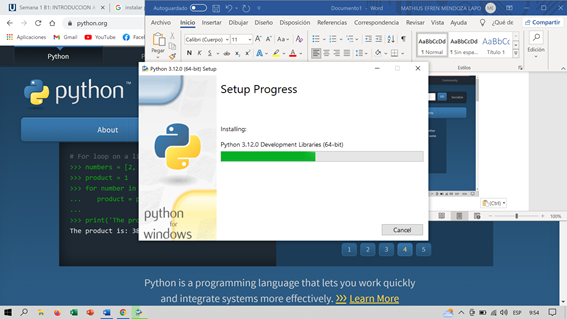 Semana 1 B1: INTRODUCCION A
instalar
Autoguardado
Documento1 - Word
MATHIUS EFREN MENDOZA LAPO
ME
python.org
Archivo Inicio Insertar Dibujar Diseño Disposición Referencias Correspondencia Revisar Vista Ayuda
Compartir
Aplicaciones Gmail YouTube Facebook
Pegar
Calibri (Cuerpo) 11
AaBbCcDd AaBbCcDd AaBbCc
¶ Normal ¶ Sin espa... Título 1
Edición
Portapapeles
Estilos
Python
python™
About
# For loop on a li
>>> numbers = [2,
>>> product = 1
>>> for number in
... product = p
...
>>> print('The pro
The product is: 38
Python 3.12.0 (64-bit) Setup
Setup Progress
Installing:
Python 3.12.0 Development Libraries (64-bit)
python
for
windows
Cancel
(Ctrl)
100%
1 2 3 4 5
Python is a programming language that lets you work quickly
and integrate systems more effectively. >>> Learn More
ESP 9:54